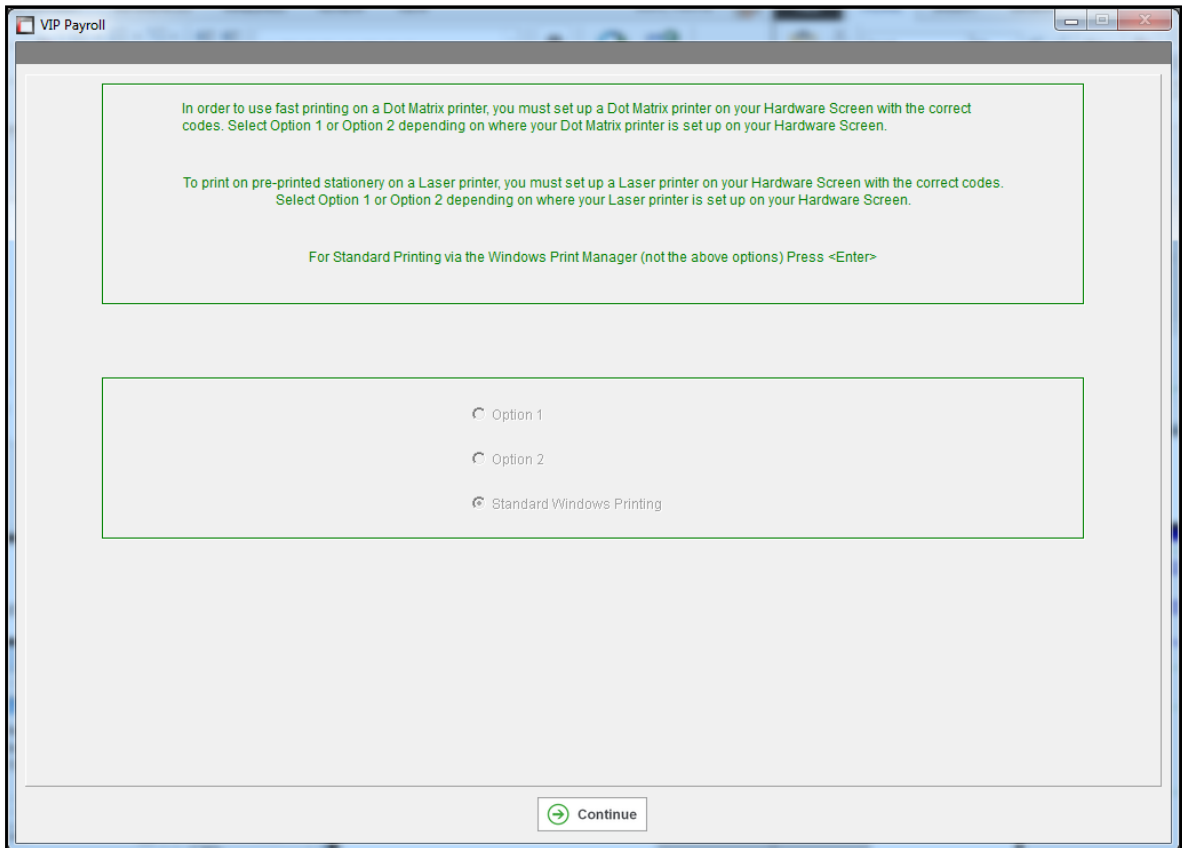 VIP Payroll
In order to use fast printing on a Dot Matrix printer, you must set up a Dot Matrix printer on your Hardware Screen with the correct
codes. Select Option 1 or Option 2 depending on where your Dot Matrix printer is set up on your Hardware Screen.
To print on pre-printed stationery on a Laser printer, you must set up a Laser printer on your Hardware Screen with the correct codes.
Select Option 1 or Option 2 depending on where your Laser printer is set up on your Hardware Screen.
For Standard Printing via the Windows Print Manager (not the above options) Press <Enter>
Option 1
Option 2
Standard Windows Printing
Continue